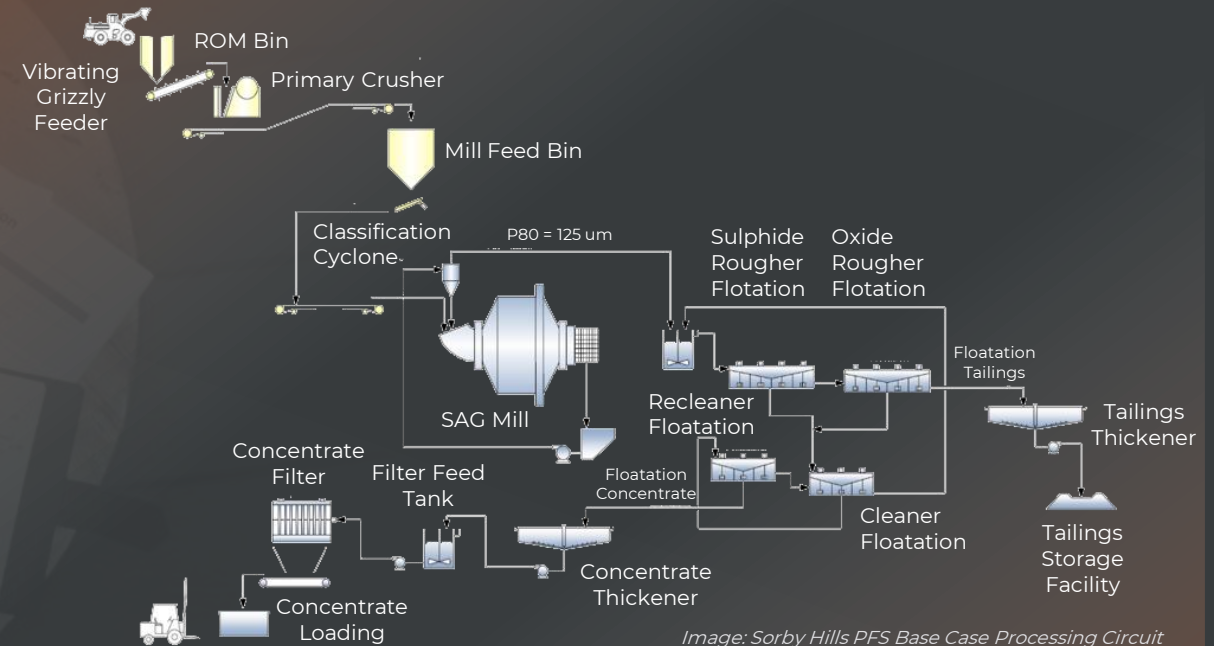 ROM Bin
Vibrating
Grizzly
Feeder
Primary Crusher
Mill Feed Bin
Classification
Cyclone
P80 = 125 um
Sulphide
Rougher
Flotation
Oxide
Rougher
Flotation
SAG Mill
Floatation
Tailings
Recleaner
Floatation
Tailings
Thickener
Concentrate
Filter
Filter Feed
Tank
Floatation
Concentrate
Cleaner
Floatation
Tailings
Storage
Facility
Concentrate
Thickener
Concentrate
Loading
Image: Sorby Hills PFS Base Case Processing Circuit